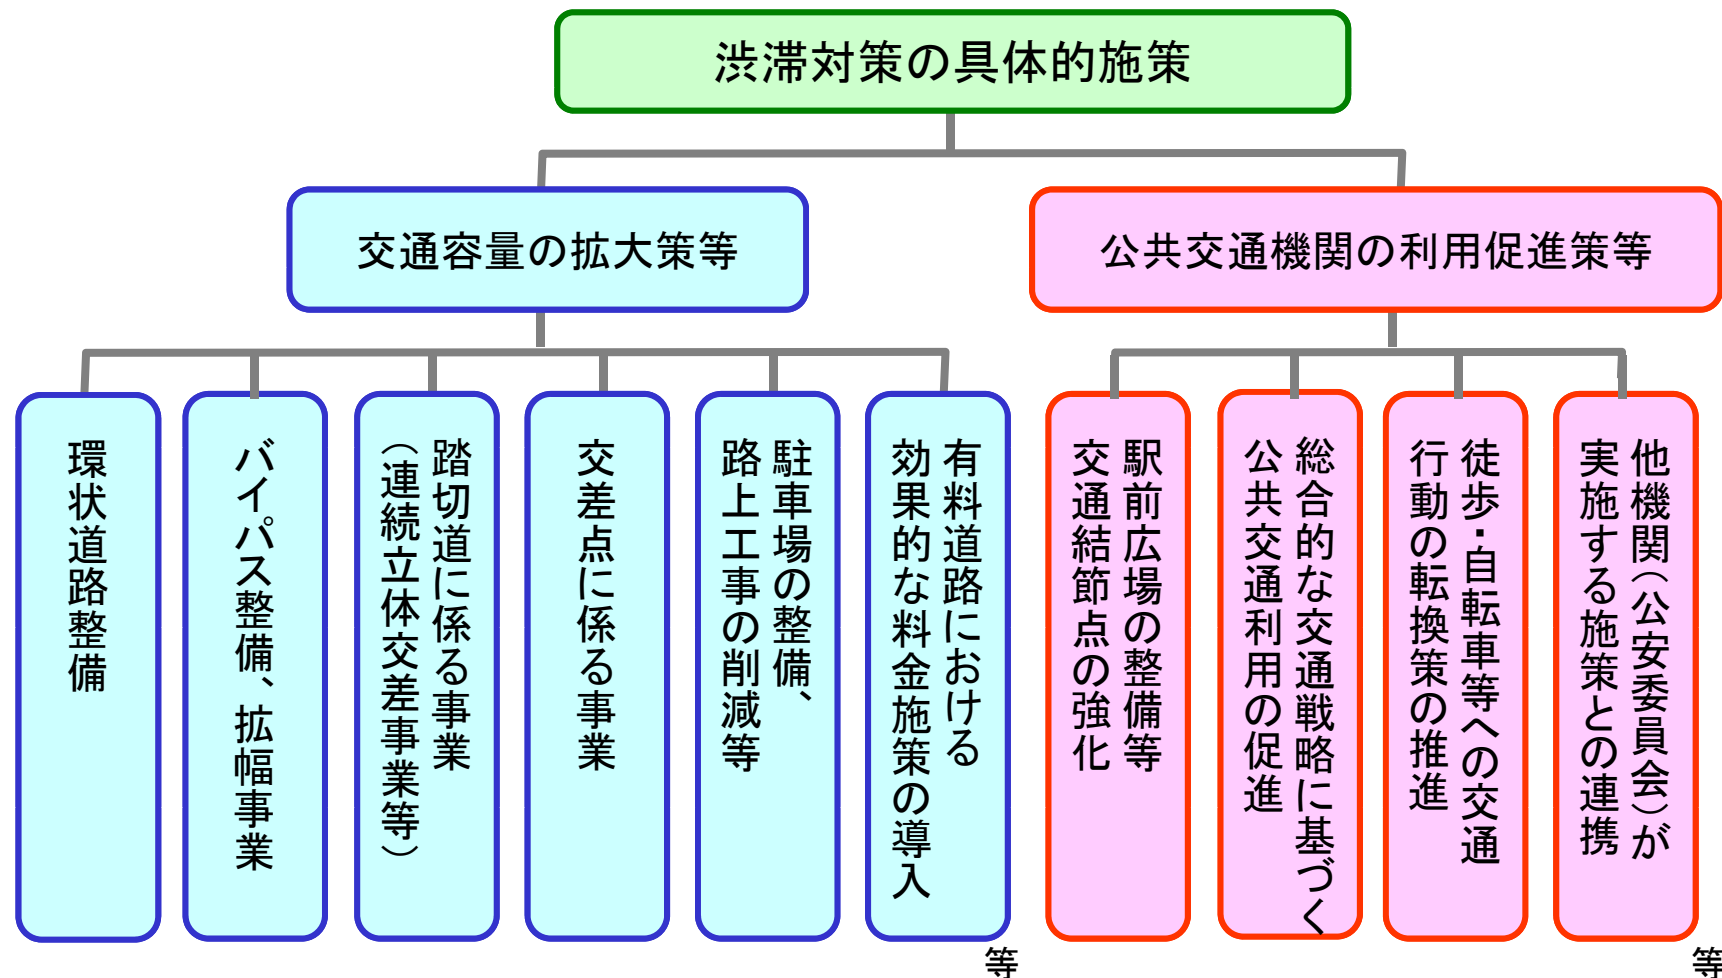 渋滞対策の具体的施策
交通容量の拡大策等
公共交通機関の利用促進策等
環状道路整備
バイパス整備、拡幅事業
踏切道に係る事業
（連続立体交差事業等）
交差点に係る事業
駐車場の整備、
路上工事の削減等
有料道路における
効果的な料金施策の導入
等
駅前広場の整備等
交通結節点の強化
総合的な交通戦略に基づく
公共交通利用の促進
徒歩・自転車等への交通
行動の転換策の推進
他機関（公安委員会）が
実施する施策との連携
等